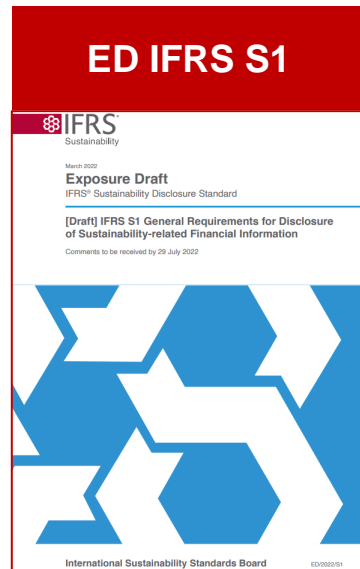 ED IFRS S1
IFRS®
Sustainability
March 2022
Exposure Draft
IFRS® Sustainability Disclosure Standard
[Draft] IFRS S1 General Requirements for Disclosure
of Sustainability-related Financial Information
Comments to be received by 29 July 2022
International Sustainability Standards Board
ED/2022/S1